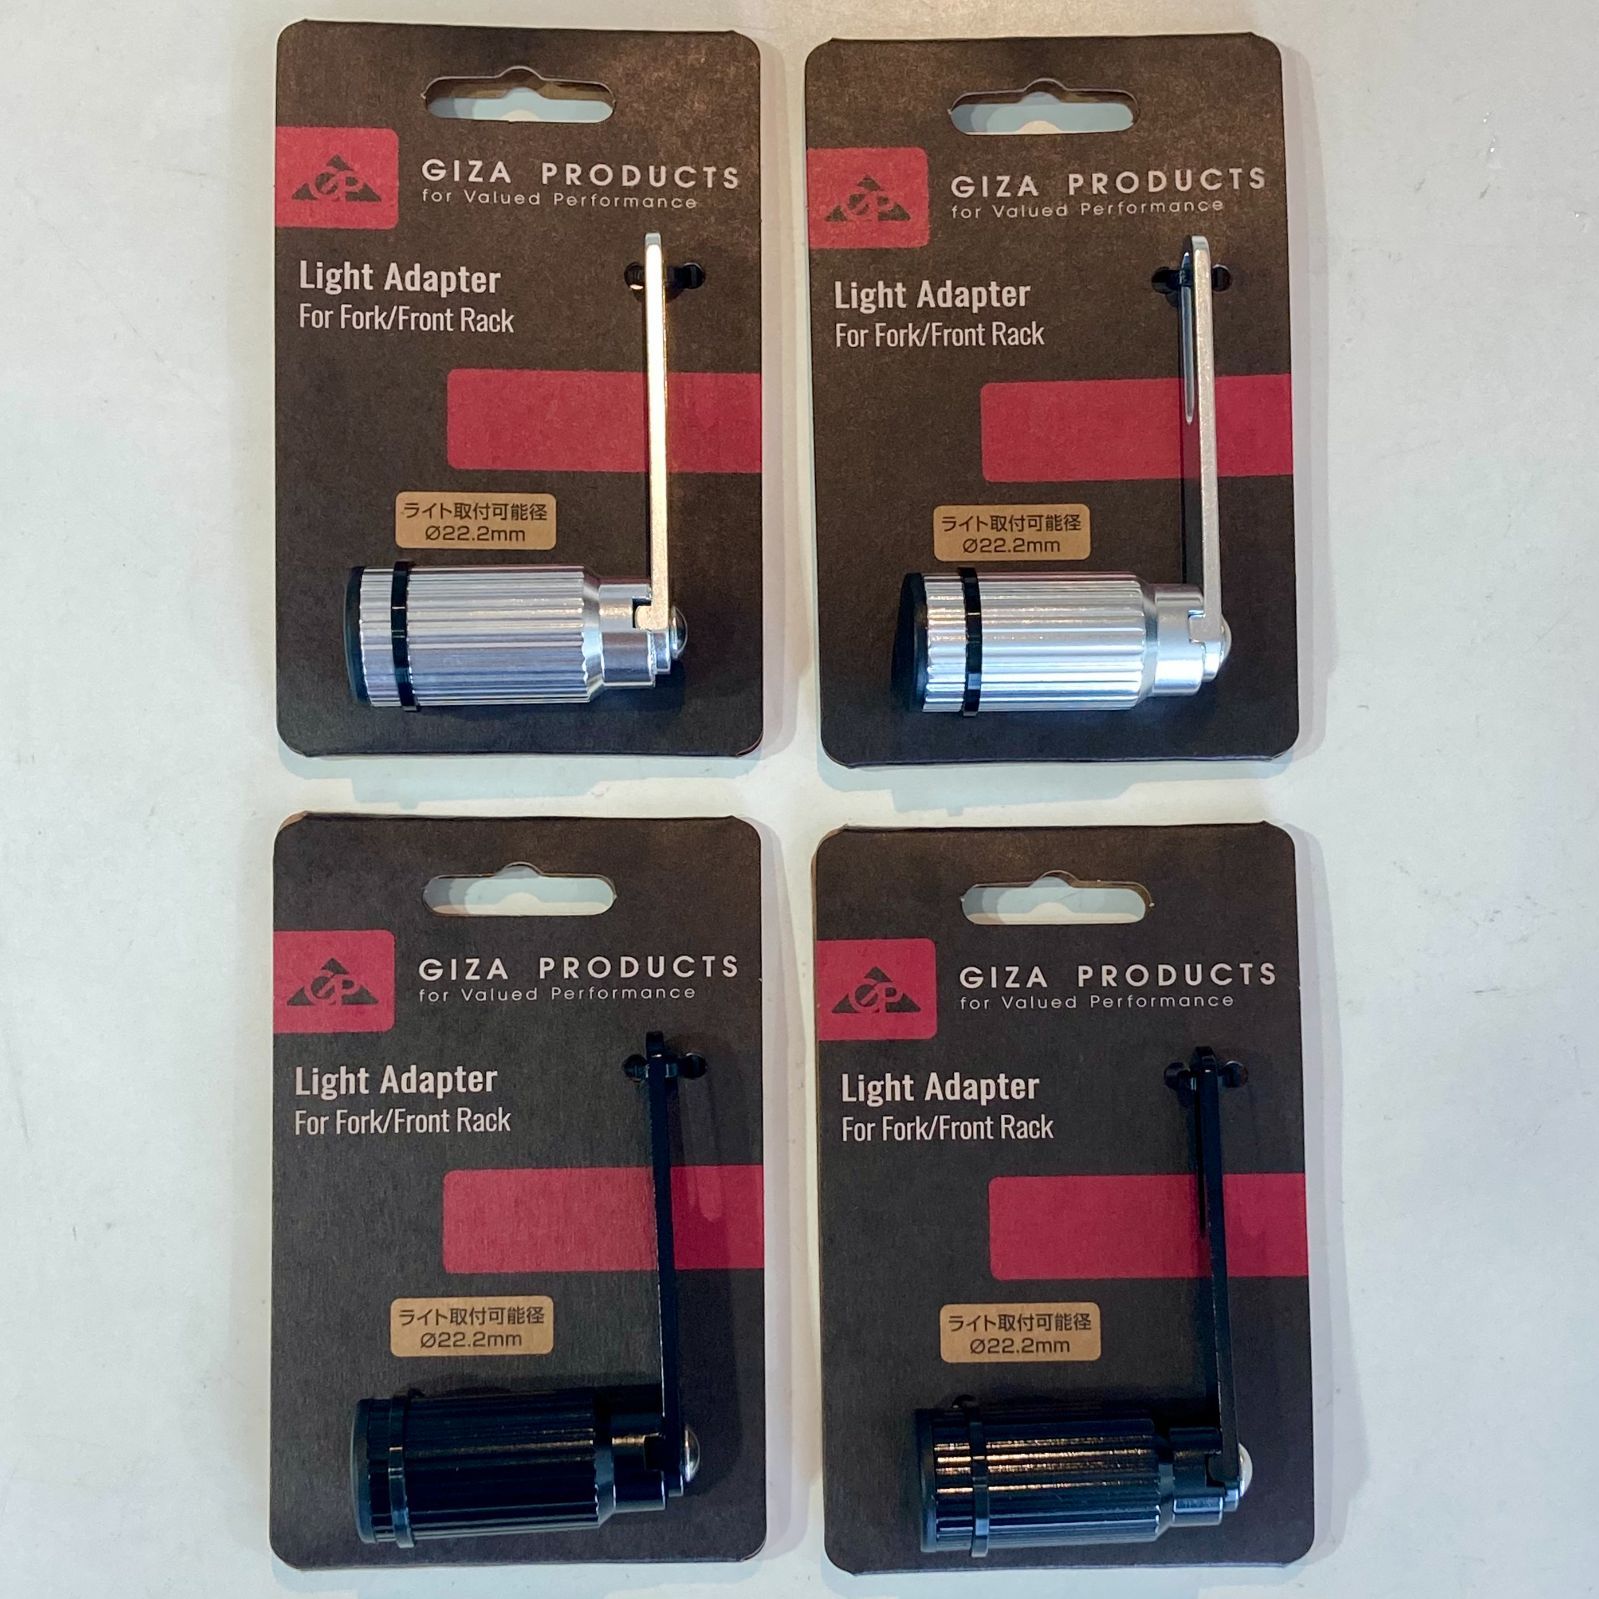 GP
GIZA PRODUCTS
for Valued Performance
Light Adapter
For Fork/Front Rack
ライト取付可能径
Ø22.2mm
GP
GIZA PRODUCTS
for Valued Performance
Light Adapter
For Fork/Front Rack
ライト取付可能径
Ø22.2mm
GP
GIZA PRODUCTS
for Valued Performance
Light Adapter
For Fork/Front Rack
ライト取付可能径
Ø22.2mm
GP
GIZA PRODUCTS
for Valued Performance
Light Adapter
For Fork/Front Rack
ライト取付可能径
Ø22.2mm